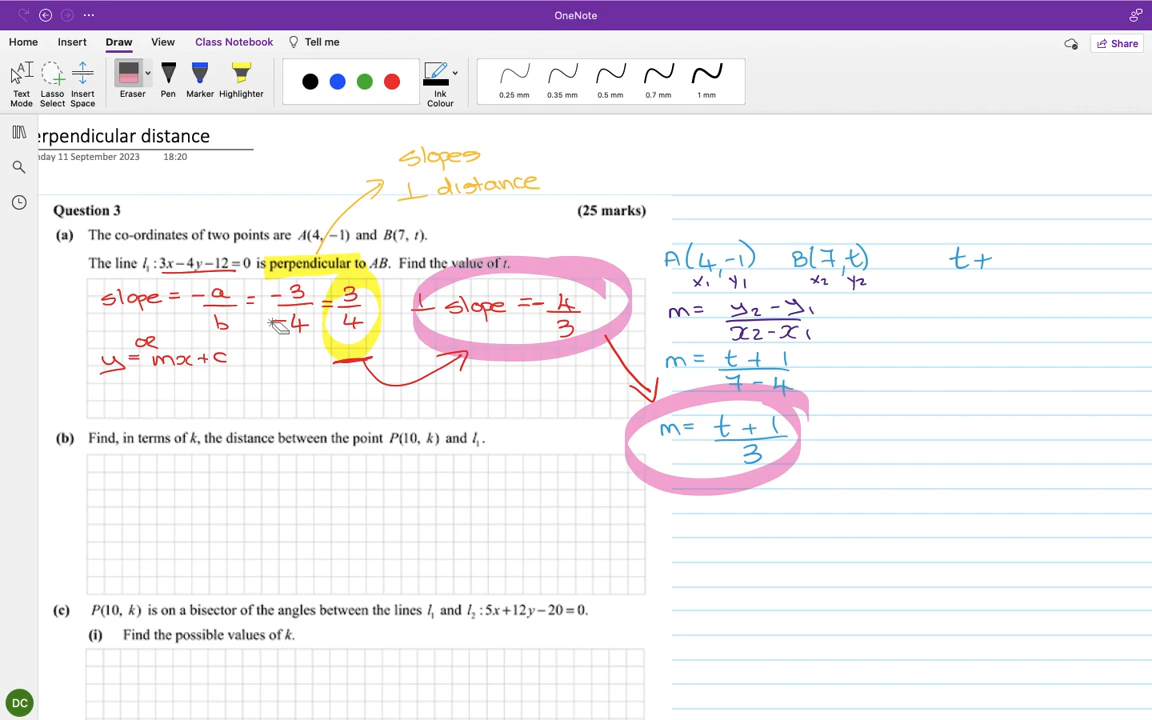 OneNote
Home Insert Draw View Class Notebook Tell me Share
Text Mode Lasso Select Insert Space Eraser Pen Marker Highlighter Ink Colour 0.25 mm 0.35 mm 0.5 mm 0.7 mm 1 mm
erpendicular distance
day 11 September 2023 18:20
slopes
⊥ distance
Question 3 (25 marks)
(a) The co-ordinates of two points are A(4, −1) and B(7, t).
The line l₁ : 3x − 4y − 12 = 0 is perpendicular to AB. Find the value of t.
slope = −a/b = −3/−4 = 3/4
⊥ slope = −4/3
or
y = mx + c
A(4, −1) B(7, t) t +
x₁ y₁ x₂ y₂
m = y₂ − y₁ / x₂ − x₁
m = t + 1 / 7 − 4
m = t + 1 / 3
(b) Find, in terms of k, the distance between the point P(10, k) and l₁.
(c) P(10, k) is on a bisector of the angles between the lines l₁ and l₂ : 5x + 12y − 20 = 0.
(i) Find the possible values of k.
DC